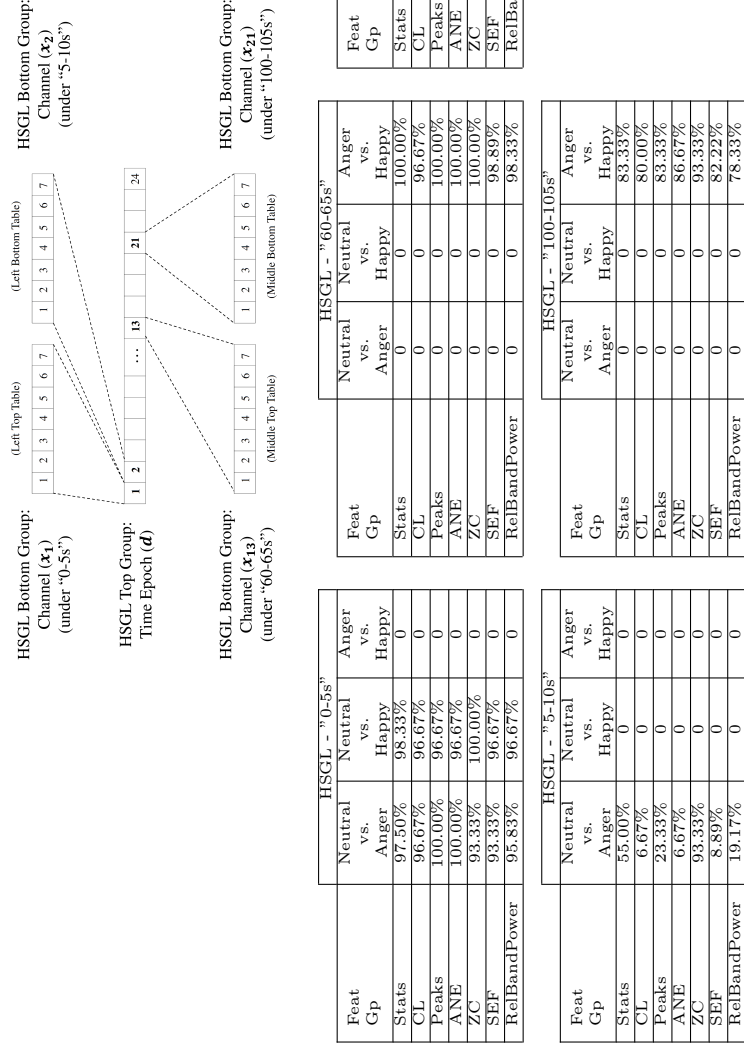 HSGL Bottom Group:
Channel (x1)
(under “0-5s”)
(Left Top Table)
1 2 3 4 5 6 7
(Left Bottom Table)
1 2 3 4 5 6 7
HSGL Bottom Group:
Channel (x2)
(under “5-10s”)
HSGL Top Group:
Time Epoch (d)
1 2 ... 13 21 24
HSGL Bottom Group:
Channel (x13)
(under “60-65s”)
1 2 3 4 5 6 7
(Middle Top Table)
1 2 3 4 5 6 7
(Middle Bottom Table)
HSGL Bottom Group:
Channel (x21)
(under “100-105s”)
HSGL - ”0-5s”
Feat Gp
Neutral vs. Anger
Neutral vs. Happy
Anger vs. Happy
Stats 97.50% 98.33% 0
CL 96.67% 96.67% 0
Peaks 100.00% 96.67% 0
ANE 100.00% 96.67% 0
ZC 93.33% 100.00% 0
SEF 93.33% 96.67% 0
RelBandPower 95.83% 96.67% 0
HSGL - ”60-65s”
Feat Gp
Neutral vs. Anger
Neutral vs. Happy
Anger vs. Happy
Stats 0 0 100.00%
CL 0 0 96.67%
Peaks 0 0 100.00%
ANE 0 0 100.00%
ZC 0 0 100.00%
SEF 0 0 98.89%
RelBandPower 0 0 98.33%
Feat Gp
Stats
CL
Peaks
ANE
ZC
SEF
RelBa
HSGL - ”5-10s”
Feat Gp
Neutral vs. Anger
Neutral vs. Happy
Anger vs. Happy
Stats 55.00% 0 0
CL 6.67% 0 0
Peaks 23.33% 0 0
ANE 6.67% 0 0
ZC 93.33% 0 0
SEF 8.89% 0 0
RelBandPower 19.17% 0 0
HSGL - ”100-105s”
Feat Gp
Neutral vs. Anger
Neutral vs. Happy
Anger vs. Happy
Stats 0 0 83.33%
CL 0 0 80.00%
Peaks 0 0 83.33%
ANE 0 0 86.67%
ZC 0 0 93.33%
SEF 0 0 82.22%
RelBandPower 0 0 78.33%